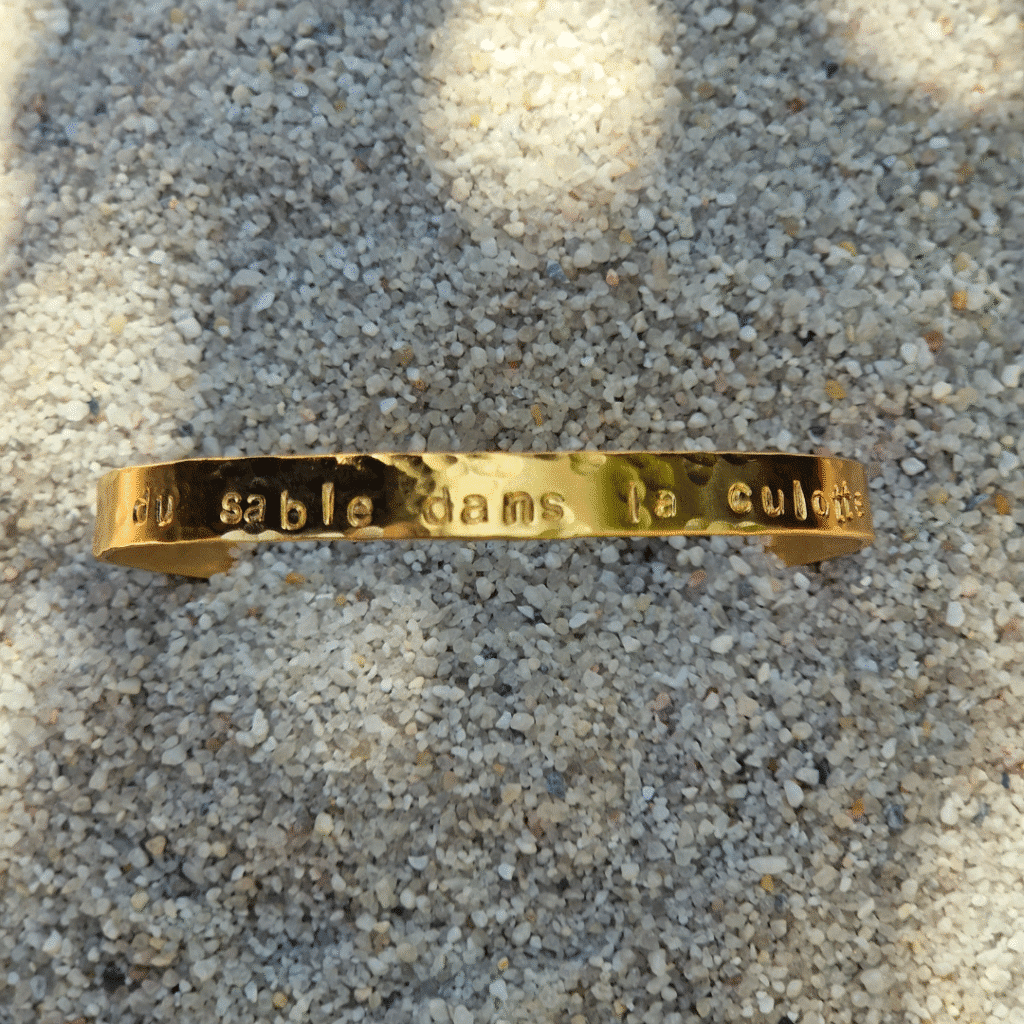 du sable dans la culotte